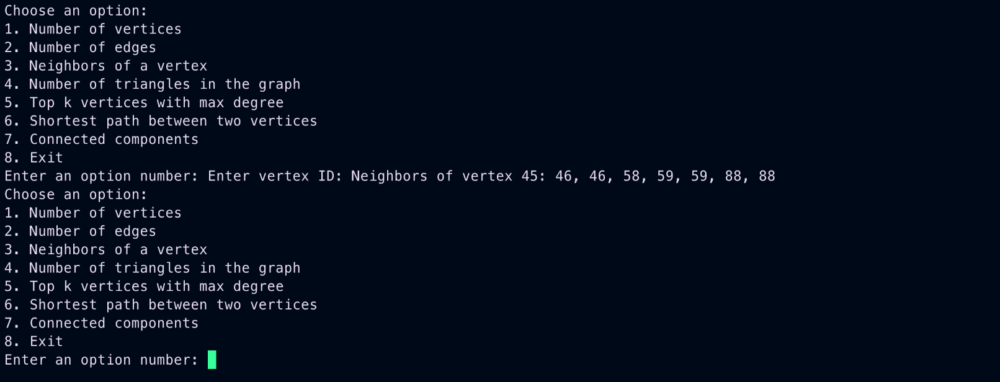 Choose an option:
1. Number of vertices
2. Number of edges
3. Neighbors of a vertex
4. Number of triangles in the graph
5. Top k vertices with max degree
6. Shortest path between two vertices
7. Connected components
8. Exit
Enter an option number: Enter vertex ID: Neighbors of vertex 45: 46, 46, 58, 59, 59, 88, 88
Choose an option:
1. Number of vertices
2. Number of edges
3. Neighbors of a vertex
4. Number of triangles in the graph
5. Top k vertices with max degree
6. Shortest path between two vertices
7. Connected components
8. Exit
Enter an option number: